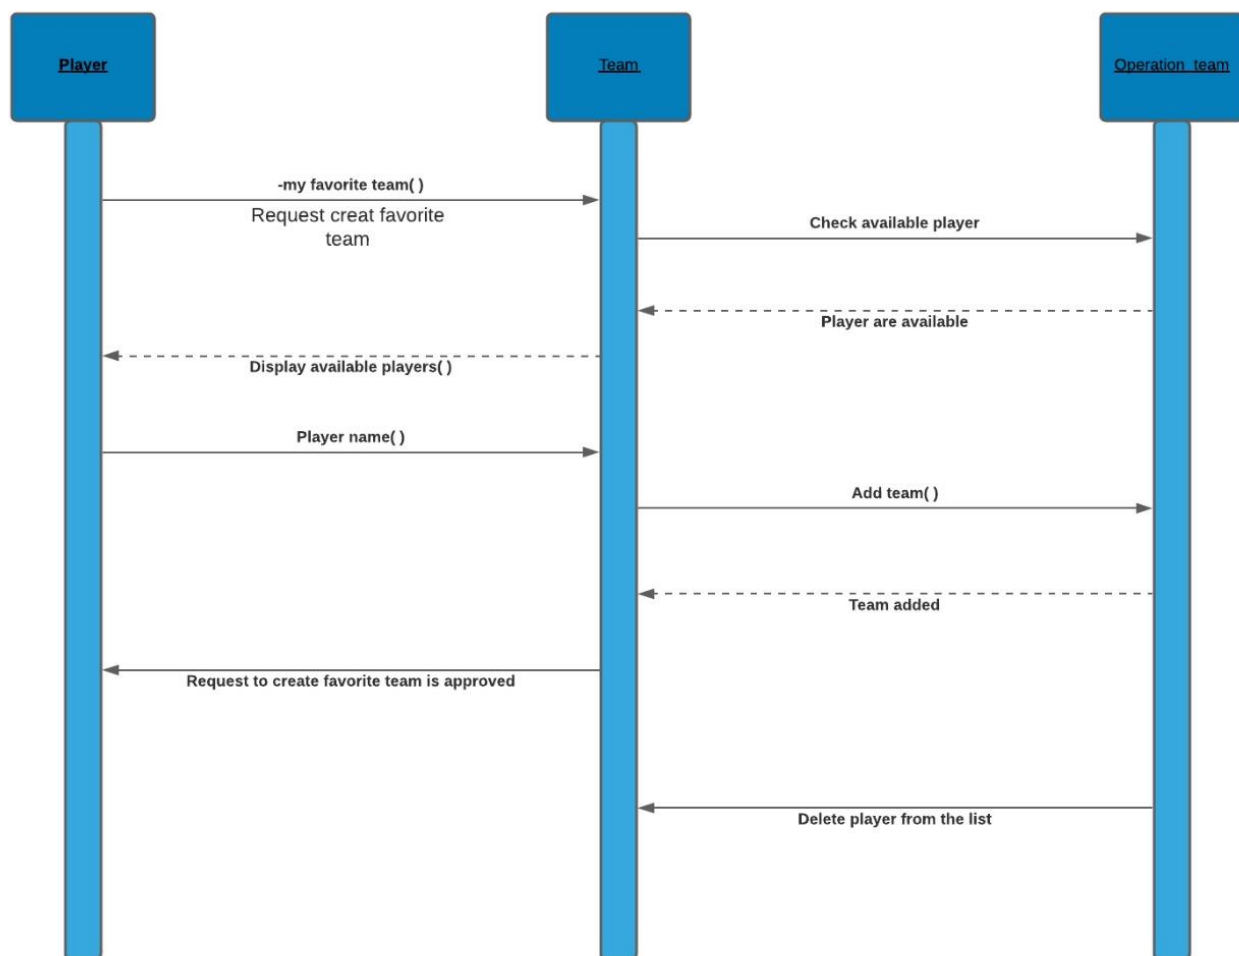 Player
Team
Operation_team
-my favorite team( )
Request creat favorite
team
Check available player
Player are available
Display available players( )
Player name( )
Add team( )
Team added
Request to create favorite team is approved
Delete player from the list